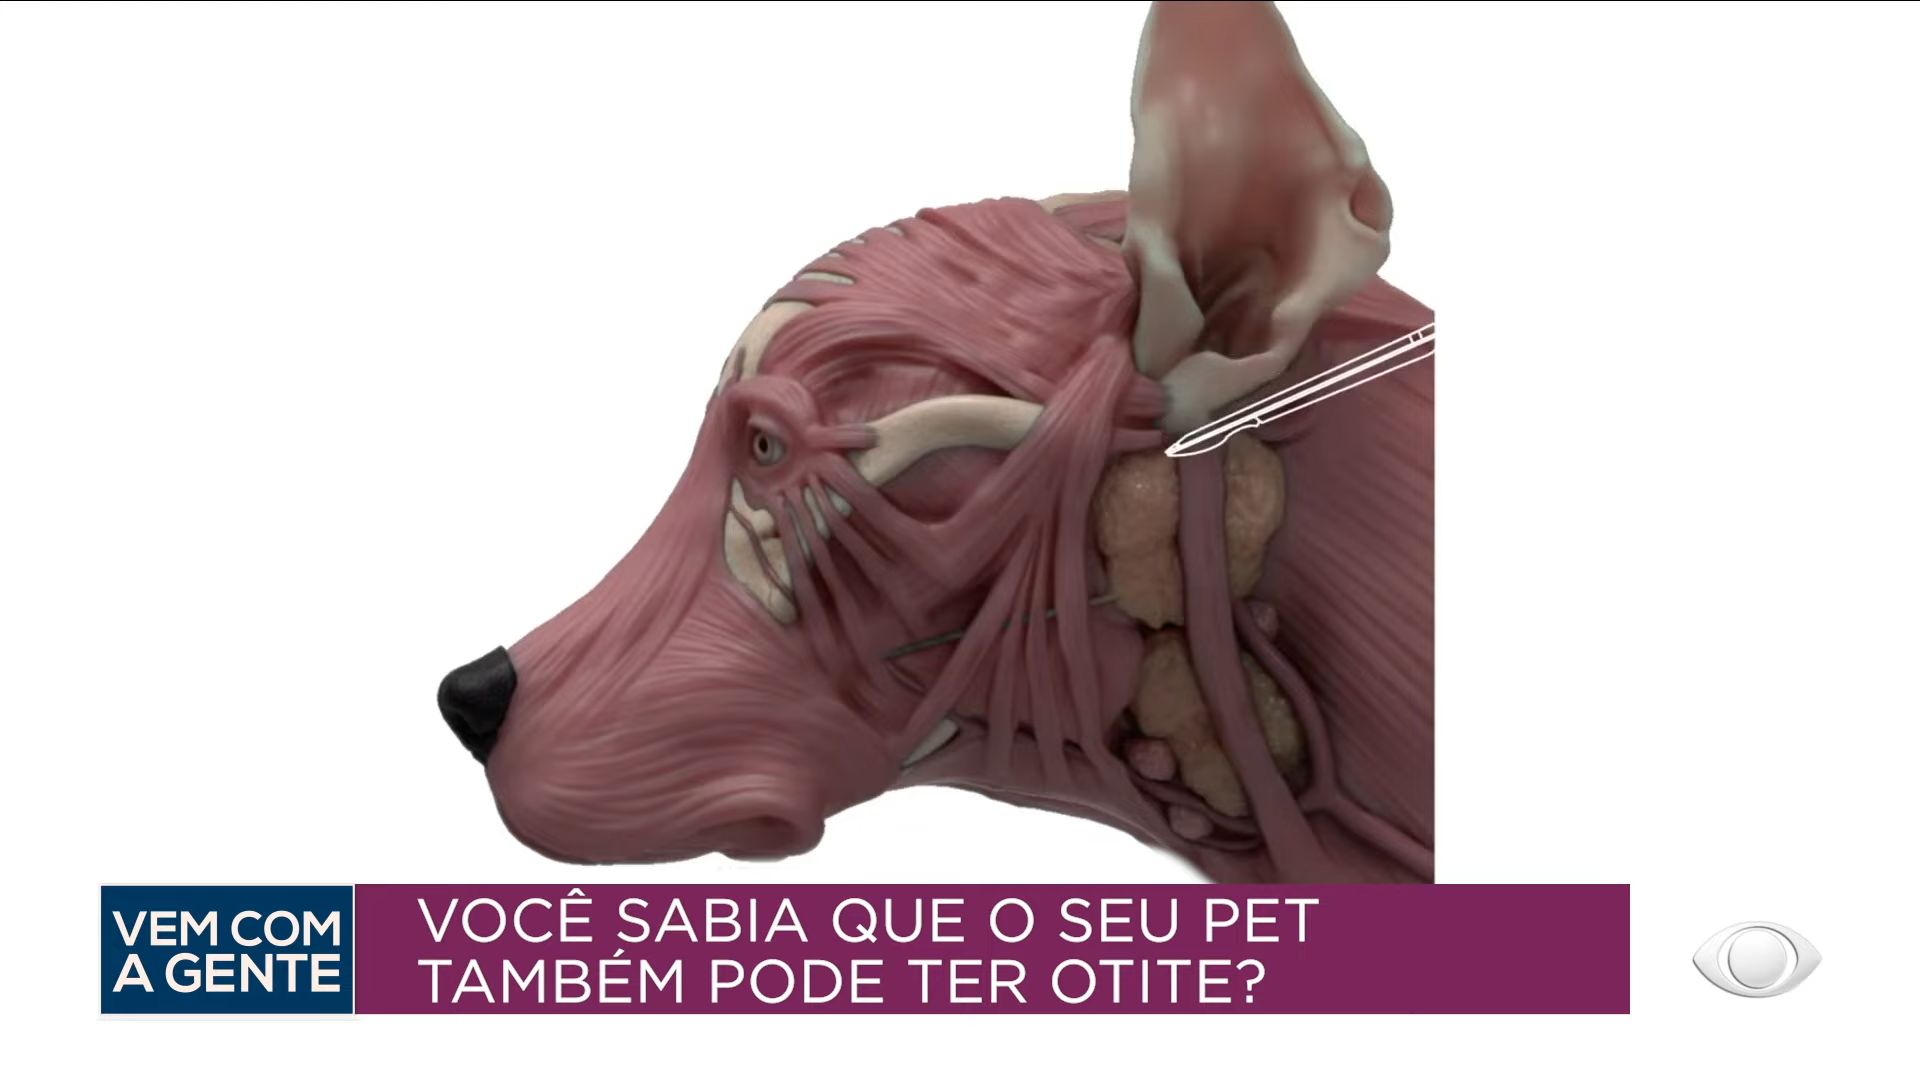 VEM COM
A GENTE
VOCÊ SABIA QUE O SEU PET
TAMBÉM PODE TER OTITE?